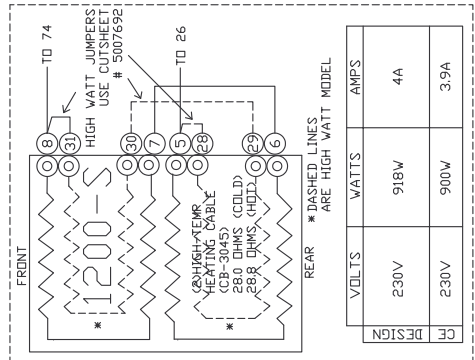 TO 74
HIGH WATT JUMPERS
USE CUTSHEET
# 5007692
TO 26
8
31
30
7
5
28
29
6
FRONT
*
1200-S
(2)HIGH TEMP.
HEATING CABLE
(CB-3045)
28.0 OHMS (COLD)
28.8 OHMS (HOT)
*
REAR
*DASHED LINES
ARE HIGH WATT MODEL
VOLTS WATTS AMPS
DESIGN 230V 918W 4A
CE 230V 900W 3.9A